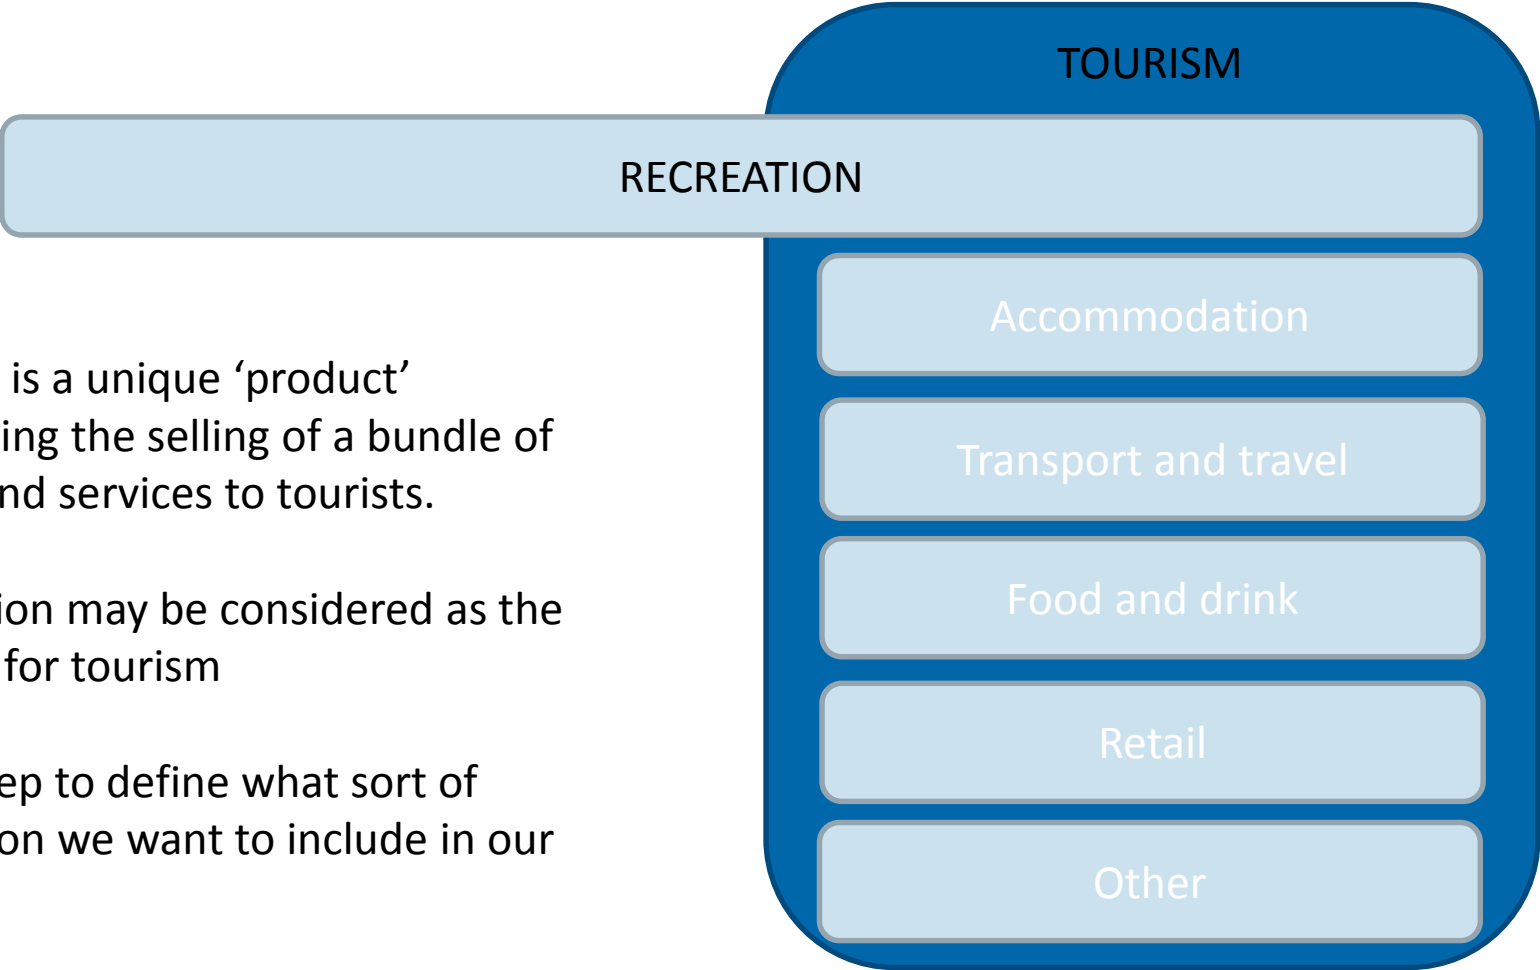 TOURISM
RECREATION
Accommodation
Transport and travel
Food and drink
Retail
Other
is a unique ‘product’
ing the selling of a bundle of
nd services to tourists.
ion may be considered as the
for tourism
ep to define what sort of
on we want to include in our